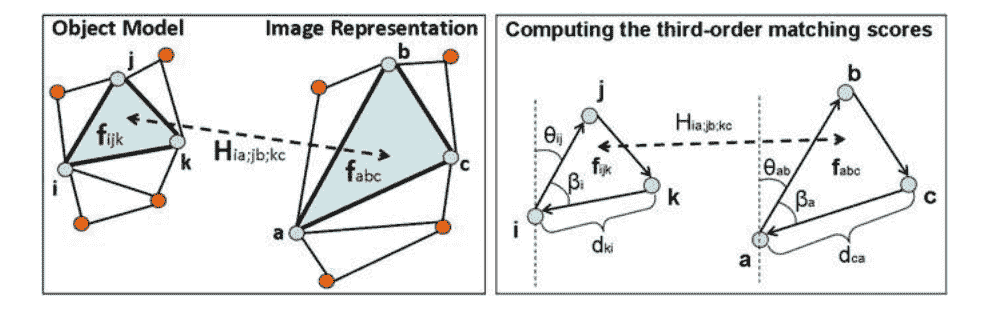 Object Model
Image Representation
j
b
f_ijk
H_ia;jb;kc
k
i
f_abc
c
a
Computing the third-order matching scores
j
b
θ_ij
H_ia;jb;kc
f_ijk
β_i
k
i
d_ki
θ_ab
f_abc
β_a
c
a
d_ca